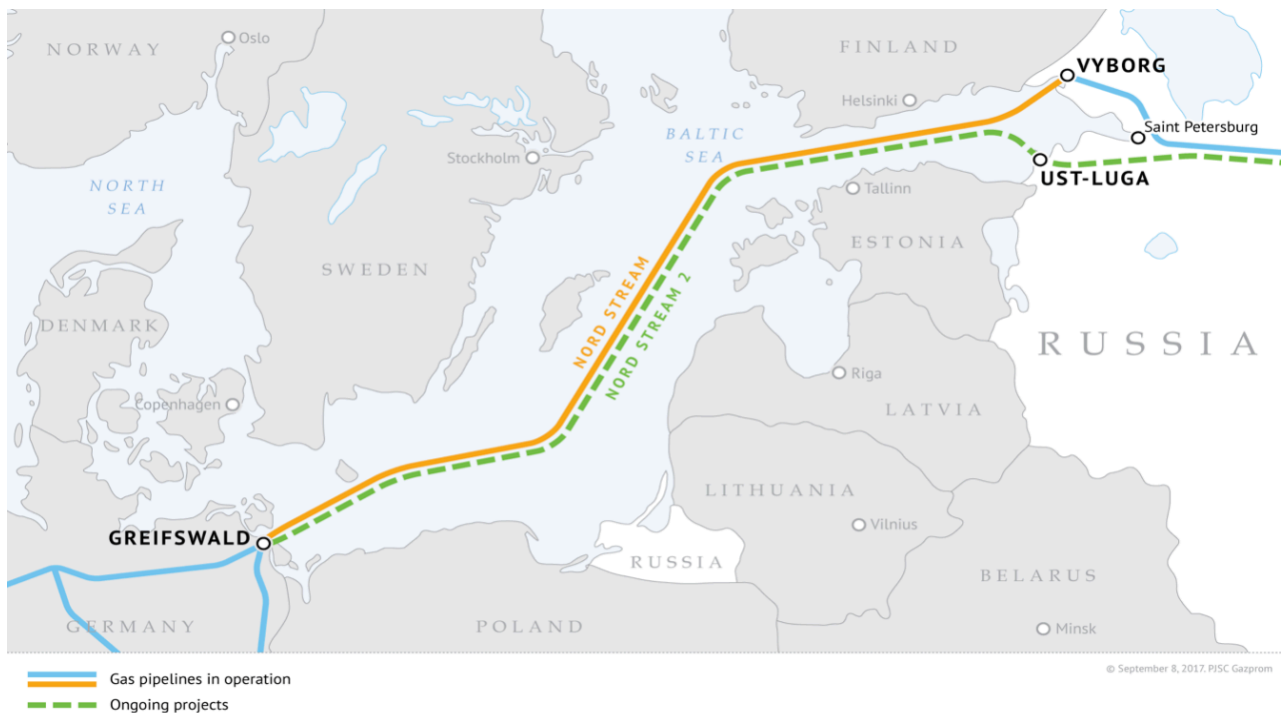 NORWAY
Oslo
FINLAND
VYBORG
Helsinki
Saint Petersburg
BALTIC
SEA
Stockholm
UST-LUGA
NORTH
SEA
Tallinn
ESTONIA
SWEDEN
NORD STREAM
NORD STREAM 2
DENMARK
RUSSIA
Riga
Copenhagen
LATVIA
LITHUANIA
Vilnius
GREIFSWALD
RUSSIA
BELARUS
GERMANY
POLAND
Minsk
© September 8, 2017. PJSC Gazprom
Gas pipelines in operation
Ongoing projects